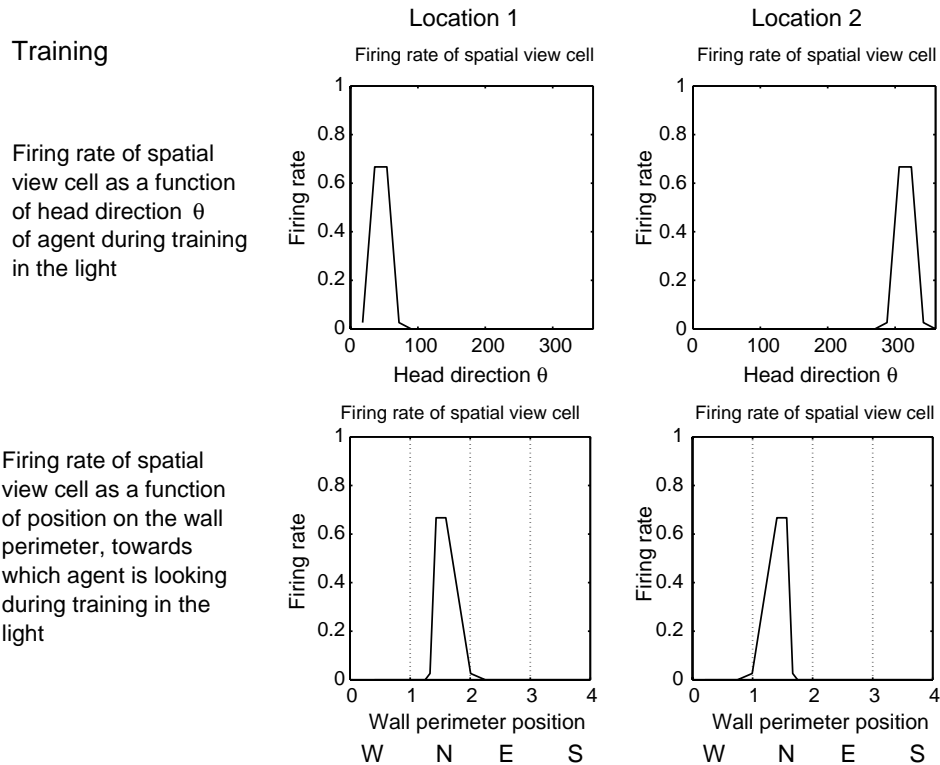 Location 1
Location 2
Training
Firing rate of spatial view cell
Firing rate of spatial view cell
Firing rate of spatial
view cell as a function
of head direction θ
of agent during training
in the light
1
0.8
0.6
0.4
0.2
0
Firing rate
0 100 200 300
Head direction θ
1
0.8
0.6
0.4
0.2
0
Firing rate
0 100 200 300
Head direction θ
Firing rate of spatial view cell
Firing rate of spatial view cell
Firing rate of spatial
view cell as a function
of position on the wall
perimeter, towards
which agent is looking
during training in the
light
1
0.8
0.6
0.4
0.2
0
Firing rate
0 1 2 3 4
Wall perimeter position
W N E S
1
0.8
0.6
0.4
0.2
0
Firing rate
0 1 2 3 4
Wall perimeter position
W N E S